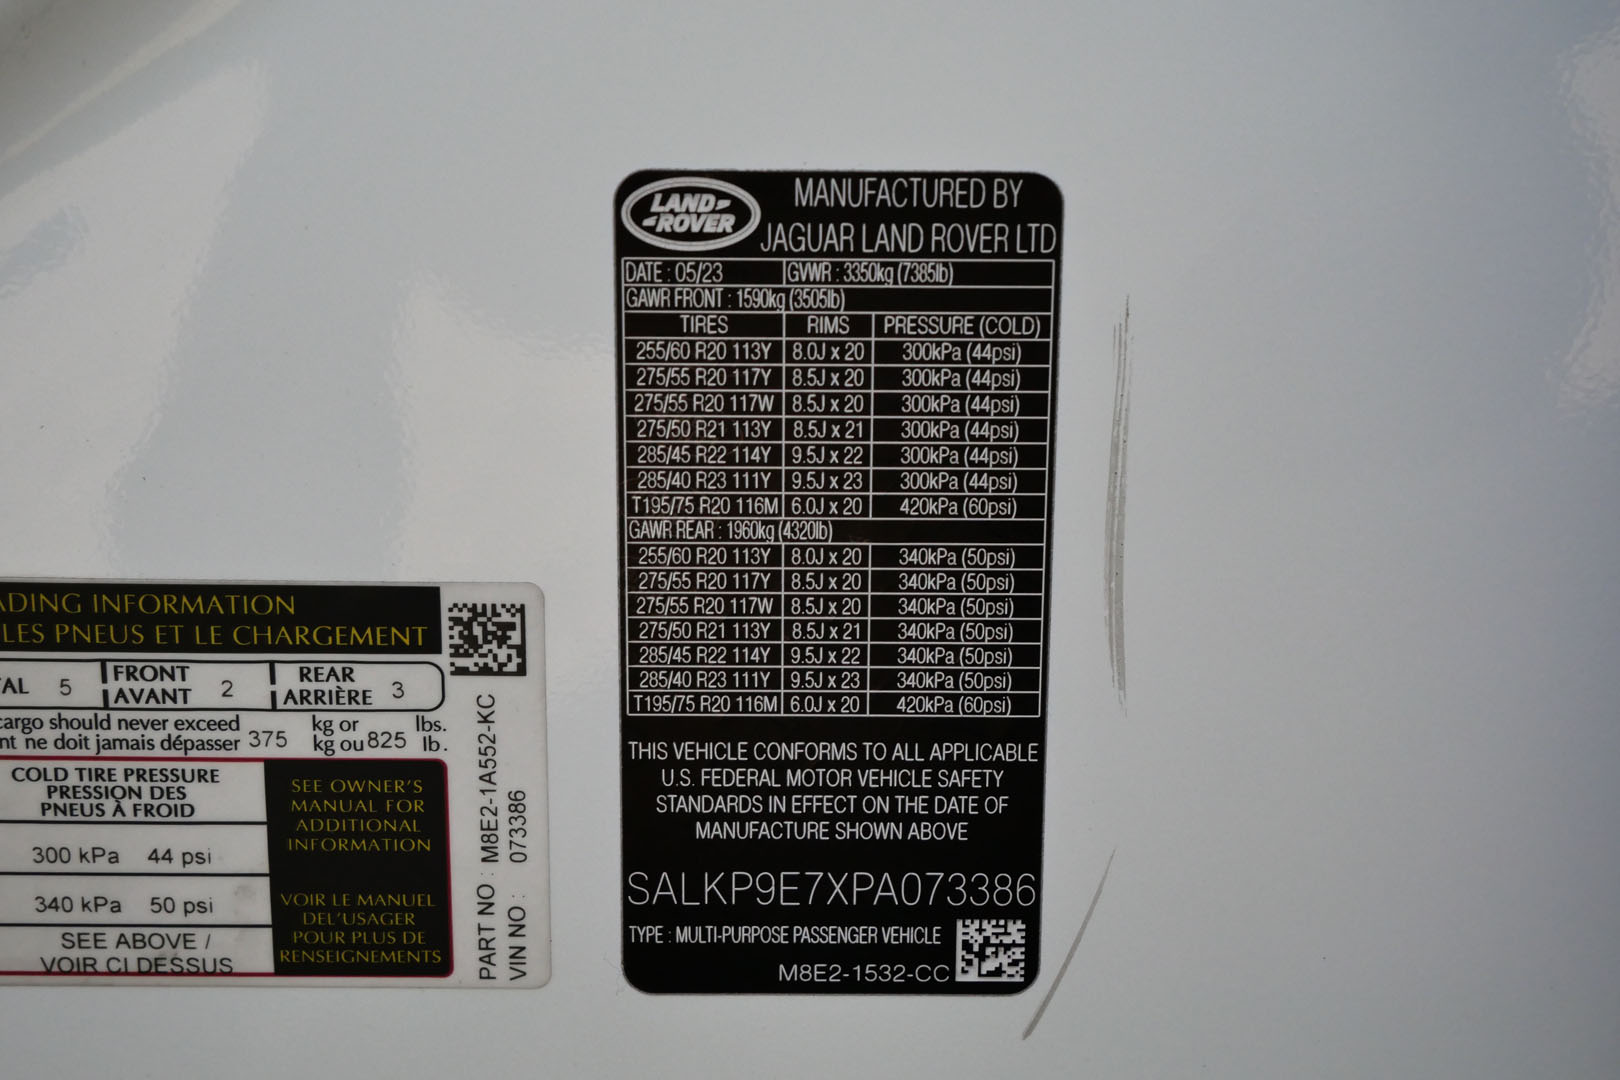 LAND ROVER
MANUFACTURED BY
JAGUAR LAND ROVER LTD
DATE : 05/23 GVWR : 3350kg (7385lb)
GAWR FRONT : 1590kg (3505lb)
TIRES RIMS PRESSURE (COLD)
255/60 R20 113Y 8.0J x 20 300kPa (44psi)
275/55 R20 117Y 8.5J x 20 300kPa (44psi)
275/55 R20 117W 8.5J x 20 300kPa (44psi)
275/50 R21 113Y 8.5J x 21 300kPa (44psi)
285/45 R22 114Y 9.5J x 22 300kPa (44psi)
285/40 R23 111Y 9.5J x 23 300kPa (44psi)
T195/75 R20 116M 6.0J x 20 420kPa (60psi)
GAWR REAR : 1960kg (4320lb)
255/60 R20 113Y 8.0J x 20 340kPa (50psi)
275/55 R20 117Y 8.5J x 20 340kPa (50psi)
275/55 R20 117W 8.5J x 20 340kPa (50psi)
275/50 R21 113Y 8.5J x 21 340kPa (50psi)
285/45 R22 114Y 9.5J x 22 340kPa (50psi)
285/40 R23 111Y 9.5J x 23 340kPa (50psi)
T195/75 R20 116M 6.0J x 20 420kPa (60psi)
THIS VEHICLE CONFORMS TO ALL APPLICABLE
U.S. FEDERAL MOTOR VEHICLE SAFETY
STANDARDS IN EFFECT ON THE DATE OF
MANUFACTURE SHOWN ABOVE
SALKP9E7XPA073386
TYPE : MULTI-PURPOSE PASSENGER VEHICLE
M8E2-1532-CC
ADING INFORMATION
LES PNEUS ET LE CHARGEMENT
AL 5 FRONT AVANT 2 REAR ARRIÈRE 3
cargo should never exceed kg or lbs.
nt ne doit jamais dépasser 375 kg ou 825 lb.
COLD TIRE PRESSURE
PRESSION DES
PNEUS À FROID
300 kPa 44 psi
340 kPa 50 psi
SEE ABOVE /
VOIR CI DESSUS
SEE OWNER'S
MANUAL FOR
ADDITIONAL
INFORMATION
VOIR LE MANUEL
DEL'USAGER
POUR PLUS DE
RENSEIGNEMENTS
PART NO : M8E2-1A552-KC
VIN NO : 073386